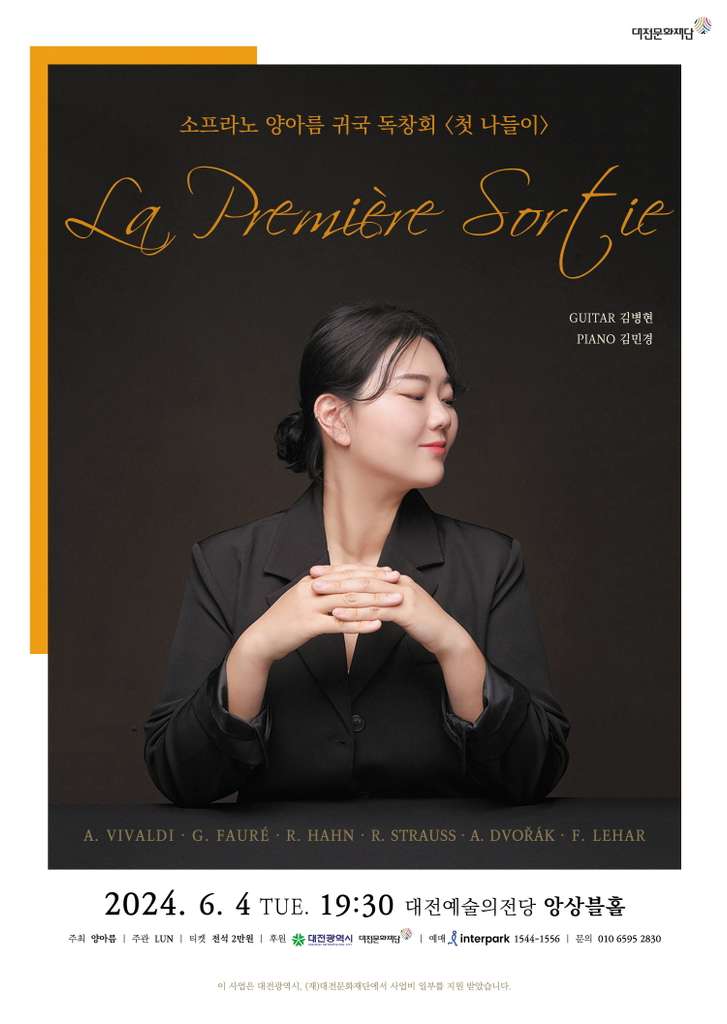 대전문화재단
소프라노 양아름 귀국 독창회 〈첫 나들이〉
La Première Sortie
GUITAR 김병현
PIANO 김민경
A. VIVALDI · G. FAURÉ · R. HAHN · R. STRAUSS · A. DVOŘÁK · F. LEHAR
2024. 6. 4 TUE. 19:30 대전예술의전당 앙상블홀
주최 양아름 | 주관 LUN | 티켓 전석 2만원 | 후원 대전광역시 대전문화재단 | 예매 interpark 1544-1556 | 문의 010 6595 2830
이 사업은 대전광역시, (재)대전문화재단에서 사업비 일부를 지원 받았습니다.